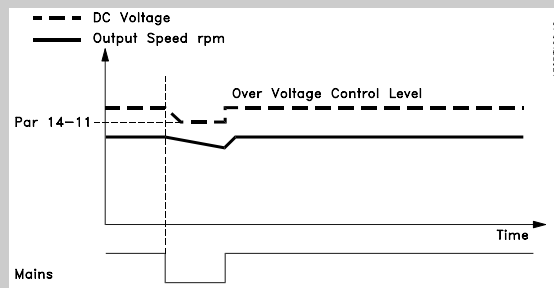 DC Voltage
Output Speed rpm
Over Voltage Control Level
Par 14-11
Time
Mains